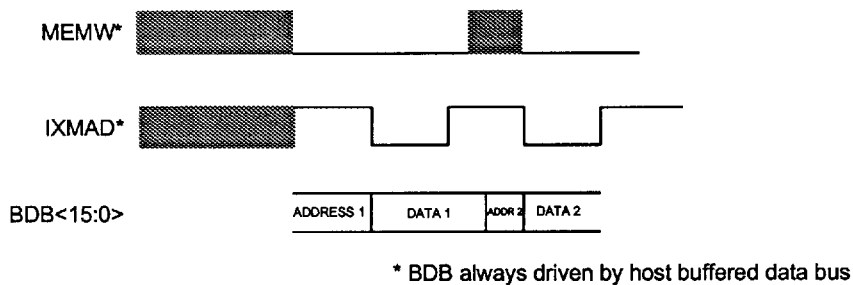 MEMW*
IXMAD*
BDB<15:0> ADDRESS 1 DATA 1 ADDR 2 DATA 2
* BDB always driven by host buffered data bus